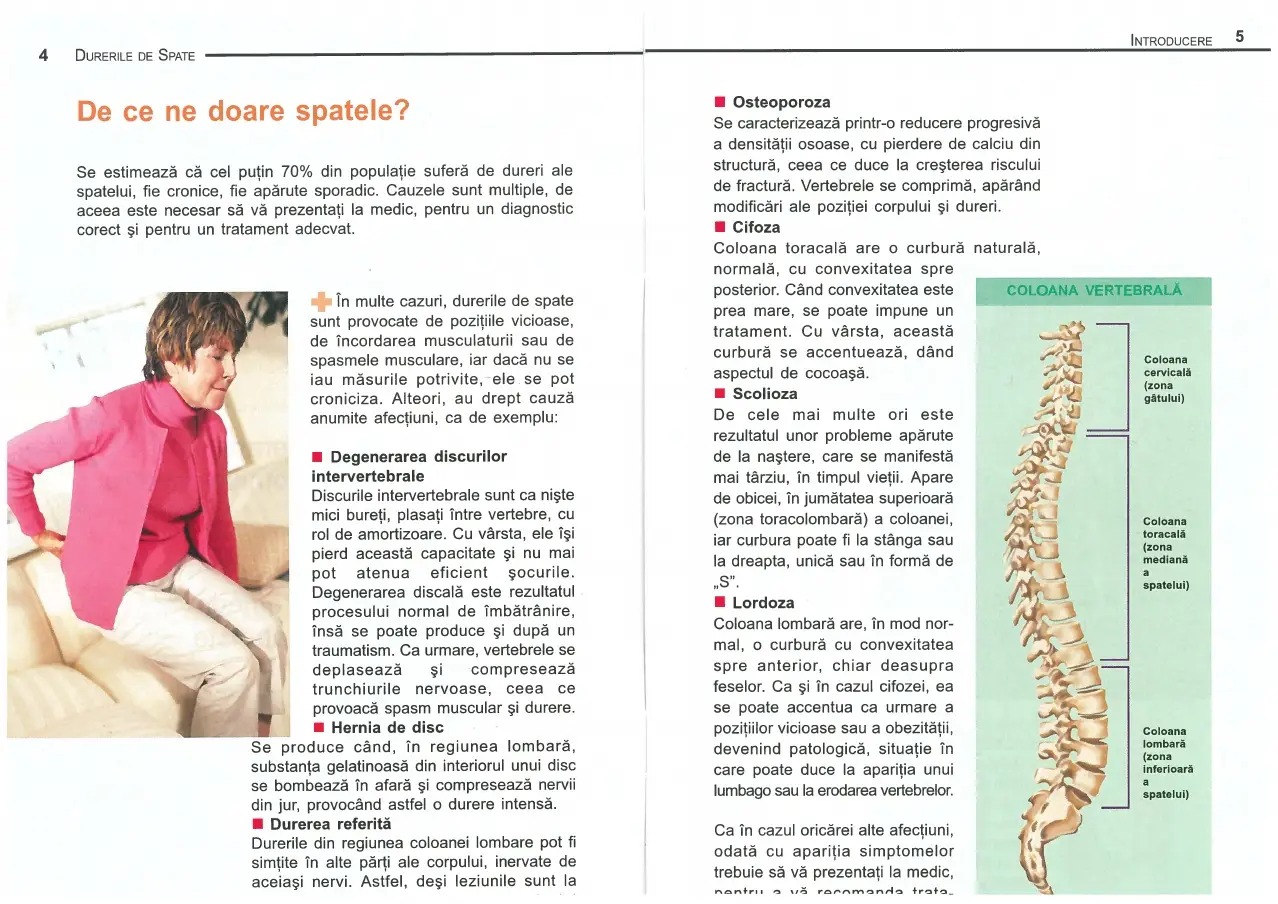 4 DURERILE DE SPATE
De ce ne doare spatele?
Se estimează că cel puțin 70% din populație suferă de dureri ale
spatelui, fie cronice, fie apărute sporadic. Cauzele sunt multiple, de
aceea este necesar să vă prezentați la medic, pentru un diagnostic
corect şi pentru un tratament adecvat.
În multe cazuri, durerile de spate
sunt provocate de pozițiile vicioase,
de încordarea musculaturii sau de
spasmele musculare, iar dacă nu se
iau măsurile potrivite, ele se pot
croniciza. Alteori, au drept cauză
anumite afecțiuni, ca de exemplu:
■ Degenerarea discurilor
intervertebrale
Discurile intervertebrale sunt ca nişte
mici bureți, plasați între vertebre, cu
rol de amortizoare. Cu vârsta, ele îşi
pierd această capacitate şi nu mai
pot atenua eficient şocurile.
Degenerarea discală este rezultatul
procesului normal de îmbătrânire,
însă se poate produce şi după un
traumatism. Ca urmare, vertebrele se
deplasează şi compresează
trunchiurile nervoase, ceea ce
provoacă spasm muscular şi durere.
■ Hernia de disc
Se produce când, în regiunea lombară,
substanța gelatinoasă din interiorul unui disc
se bombează în afară şi compresează nervii
din jur, provocând astfel o durere intensă.
■ Durerea referită
Durerile din regiunea coloanei lombare pot fi
simțite în alte părți ale corpului, inervate de
aceiaşi nervi. Astfel, deşi leziunile sunt la
INTRODUCERE 5
■ Osteoporoza
Se caracterizează printr-o reducere progresivă
a densității osoase, cu pierdere de calciu din
structură, ceea ce duce la creşterea riscului
de fractură. Vertebrele se comprimă, apărând
modificări ale poziției corpului şi dureri.
■ Cifoza
Coloana toracală are o curbură naturală,
normală, cu convexitatea spre
posterior. Când convexitatea este
prea mare, se poate impune un
tratament. Cu vârsta, această
curbură se accentuează, dând
aspectul de cocoaşă.
■ Scolioza
De cele mai multe ori este
rezultatul unor probleme apărute
de la naştere, care se manifestă
mai târziu, în timpul vieții. Apare
de obicei, în jumătatea superioară
(zona toracolombară) a coloanei,
iar curbura poate fi la stânga sau
la dreapta, unică sau în formă de
„S”.
■ Lordoza
Coloana lombară are, în mod nor-
mal, o curbură cu convexitatea
spre anterior, chiar deasupra
feselor. Ca şi în cazul cifozei, ea
se poate accentua ca urmare a
pozițiilor vicioase sau a obezității,
devenind patologică, situație în
care poate duce la apariția unui
lumbago sau la erodarea vertebrelor.
Ca în cazul oricărei alte afecțiuni,
odată cu apariția simptomelor
trebuie să vă prezentați la medic,
pentru a vă recomanda trata-
COLOANA VERTEBRALĂ
Coloana
cervicală
(zona
gâtului)
Coloana
toracală
(zona
mediană
a
spatelui)
Coloana
lombară
(zona
inferioară
a
spatelui)